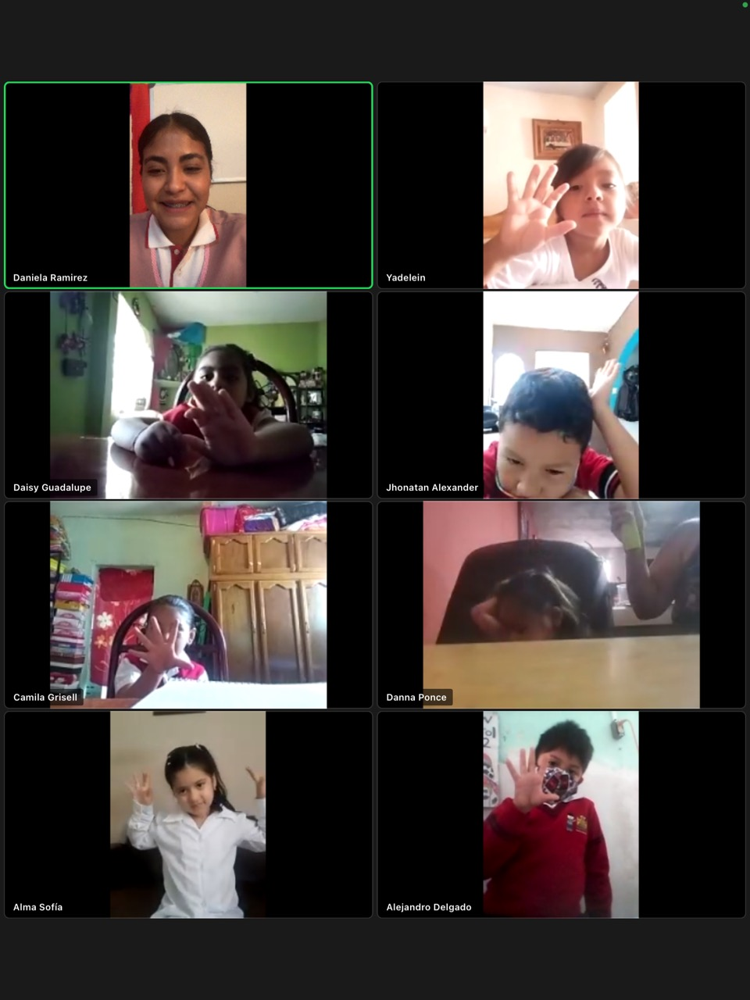 Daniela Ramirez
Yadelein
Daisy Guadalupe
Jhonatan Alexander
Camila Grisell
Danna Ponce
Alma Sofía
Alejandro Delgado